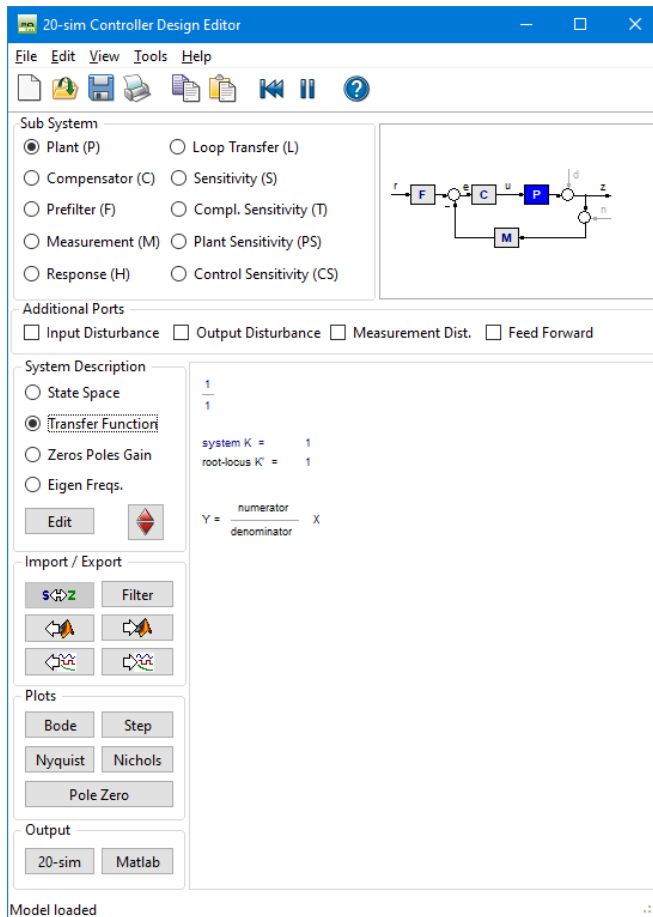 20-sim Controller Design Editor
File Edit View Tools Help
Sub System
Plant (P) Loop Transfer (L)
Compensator (C) Sensitivity (S)
Prefilter (F) Compl. Sensitivity (T)
Measurement (M) Plant Sensitivity (PS)
Response (H) Control Sensitivity (CS)
r F e C u P d z
- n
M
Additional Ports
Input Disturbance Output Disturbance Measurement Dist. Feed Forward
System Description
State Space
Transfer Function
Zeros Poles Gain
Eigen Freqs.
Edit
1
1
system K = 1
root-locus K' = 1
numerator
Y = X
denominator
Import / Export
S Z Filter
Plots
Bode Step
Nyquist Nichols
Pole Zero
Output
20-sim Matlab
Model loaded